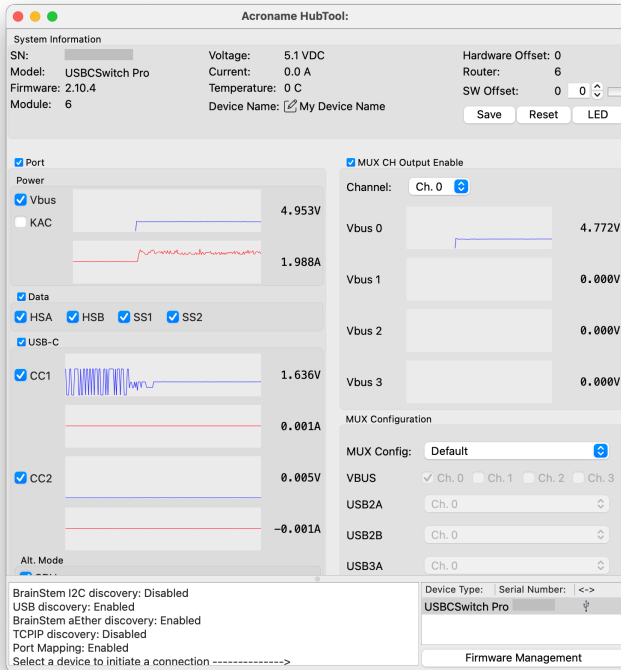 Acroname HubTool:
System Information
SN:
Model: USBCSwitch Pro
Firmware: 2.10.4
Module: 6
Voltage: 5.1 VDC
Current: 0.0 A
Temperature: 0 C
Device Name: My Device Name
Hardware Offset: 0
Router: 6
SW Offset: 0 0
Save Reset LED
Port
Power
Vbus
4.953V
KAC
1.988A
Data
HSA HSB SS1 SS2
USB-C
CC1
1.636V
0.001A
CC2
0.005V
-0.001A
Alt. Mode
MUX CH Output Enable
Channel: Ch. 0
Vbus 0 4.772V
Vbus 1 0.000V
Vbus 2 0.000V
Vbus 3 0.000V
MUX Configuration
MUX Config: Default
VBUS Ch. 0 Ch. 1 Ch. 2 Ch. 3
USB2A Ch. 0
USB2B Ch. 0
USB3A Ch. 0
BrainStem I2C discovery: Disabled
USB discovery: Enabled
BrainStem aEther discovery: Enabled
TCPIP discovery: Disabled
Port Mapping: Enabled
Select a device to initiate a connection -------------->
Device Type: Serial Number: <->
USBCSwitch Pro
Firmware Management